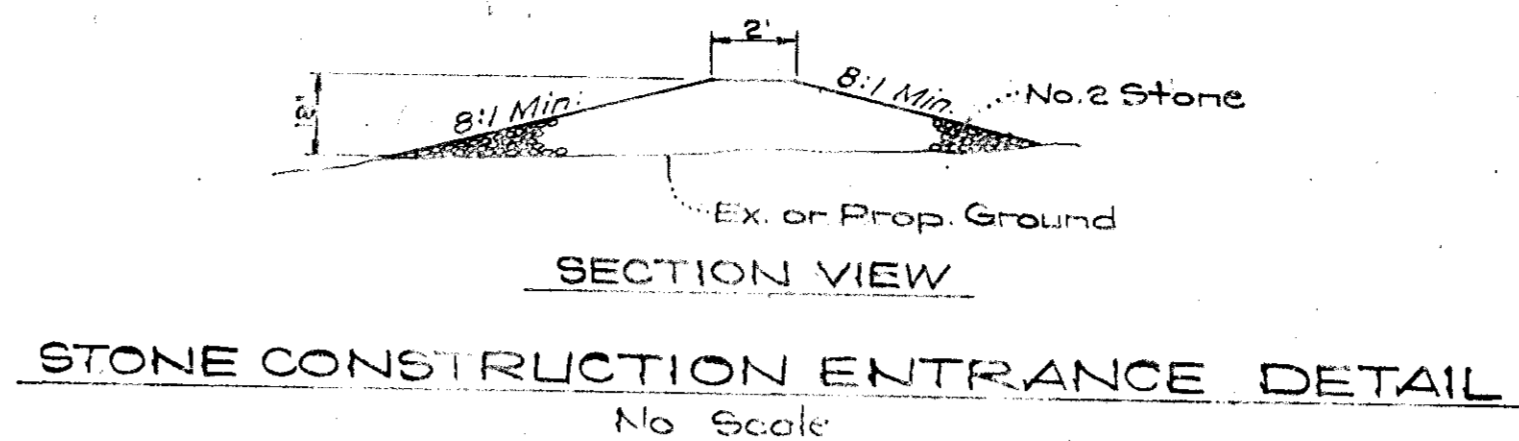 2'
8:1 Min.
8:1 Min.
No. 2 Stone
Ex. or Prop. Ground
SECTION VIEW
STONE CONSTRUCTION ENTRANCE DETAIL
No Scale